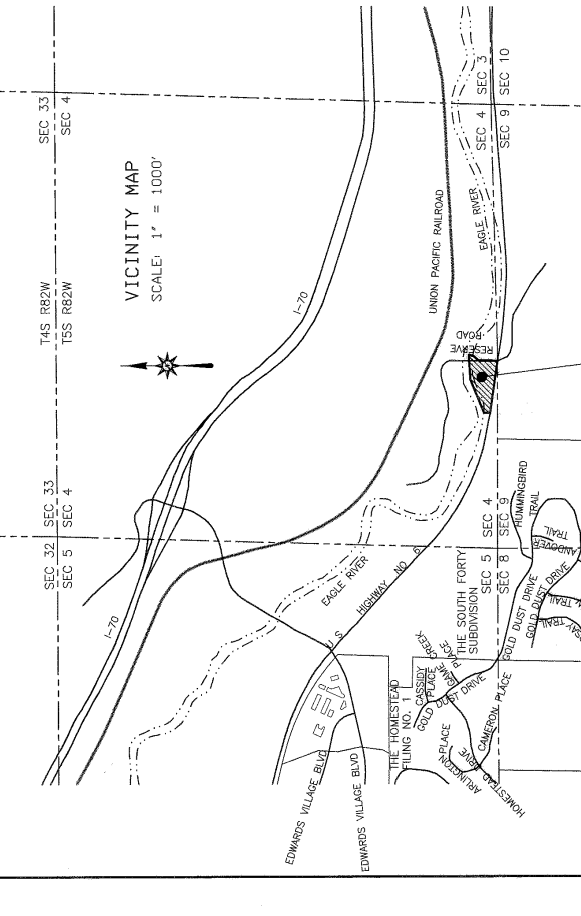 SEC 33
SEC 4
T4S R82W
T5S R82W
SEC 33
SEC 4
SEC 32
SEC 5
VICINITY MAP
SCALE: 1" = 1000'
I-70
I-70
UNION PACIFIC RAILROAD
EAGLE RIVER
SEC 3
SEC 10
SEC 4
SEC 9
RESERVE
ROAD
EAGLE RIVER
U S HIGHWAY NO 6
SEC 4
SEC 9
SEC 5
SEC 8
HUMMINGBIRD
TRAIL
LANDOVER
TRAIL
THE SOUTH FORTY
SUBDIVISION
GOLD DUST DRIVE
GOLD DUST DRIVE
TRAIL
TRAIL
GAME CREEK
PLACE
CASSIDY
PLACE
GOLD DUST DRIVE
CAMERON PLACE
THE HOMESTEAD
FILING NO. 1
ARLINGTON PLACE
HOMESTEAD DRIVE
EDWARDS VILLAGE BLVD
EDWARDS VILLAGE BLVD